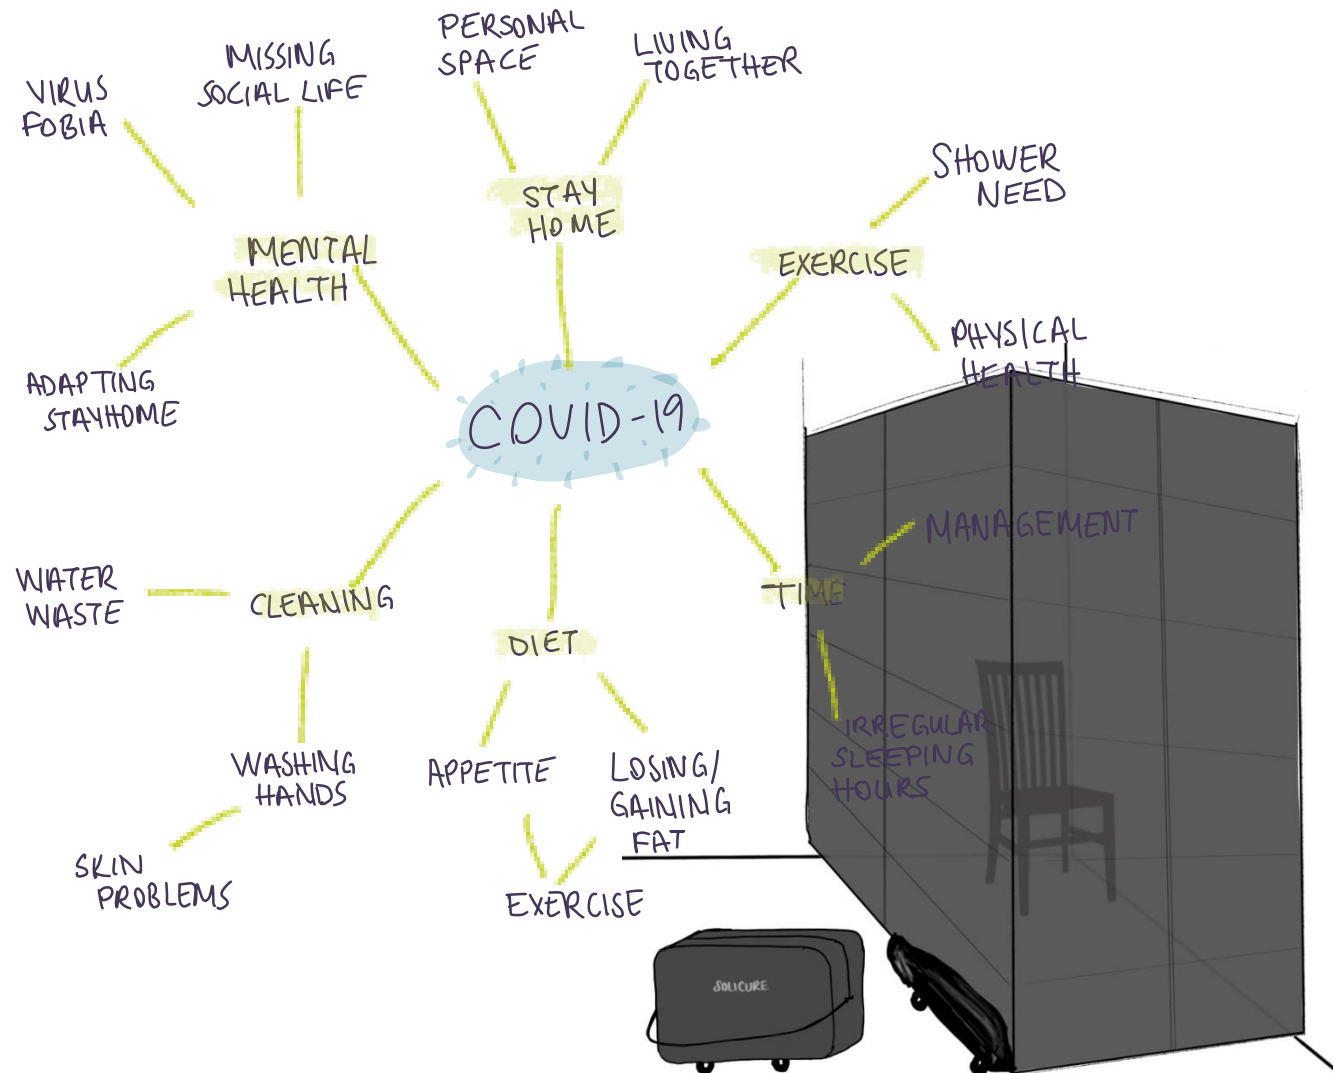 PERSONAL
SPACE
LIVING
TOGETHER
MISSING
SOCIAL LIFE
VIRUS
FOBIA
STAY
HOME
SHOWER
NEED
MENTAL
HEALTH
EXERCISE
PHYSICAL
HEALTH
ADAPTING
STAYHOME
COVID-19
MANAGEMENT
WATER
WASTE
CLEANING
TIME
DIET
IRREGULAR
SLEEPING
HOURS
WASHING
HANDS
APPETITE
LOSING/
GAINING
FAT
SKIN
PROBLEMS
EXERCISE
SOLICURE